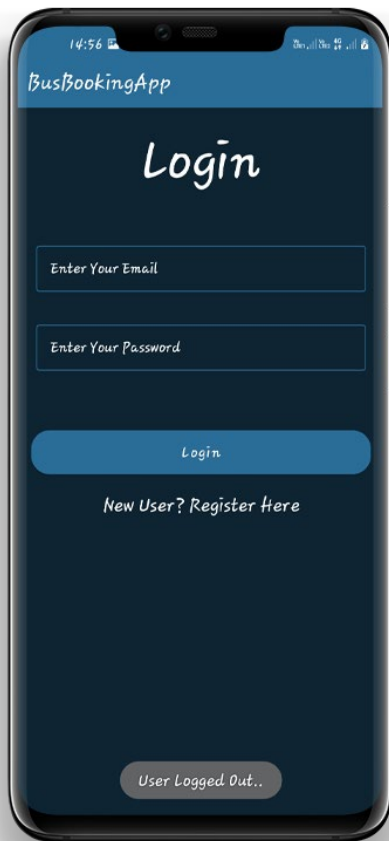 14:56
BusBookingApp
Login
Enter Your Email
Enter Your Password
Login
New User? Register Here
User Logged Out..